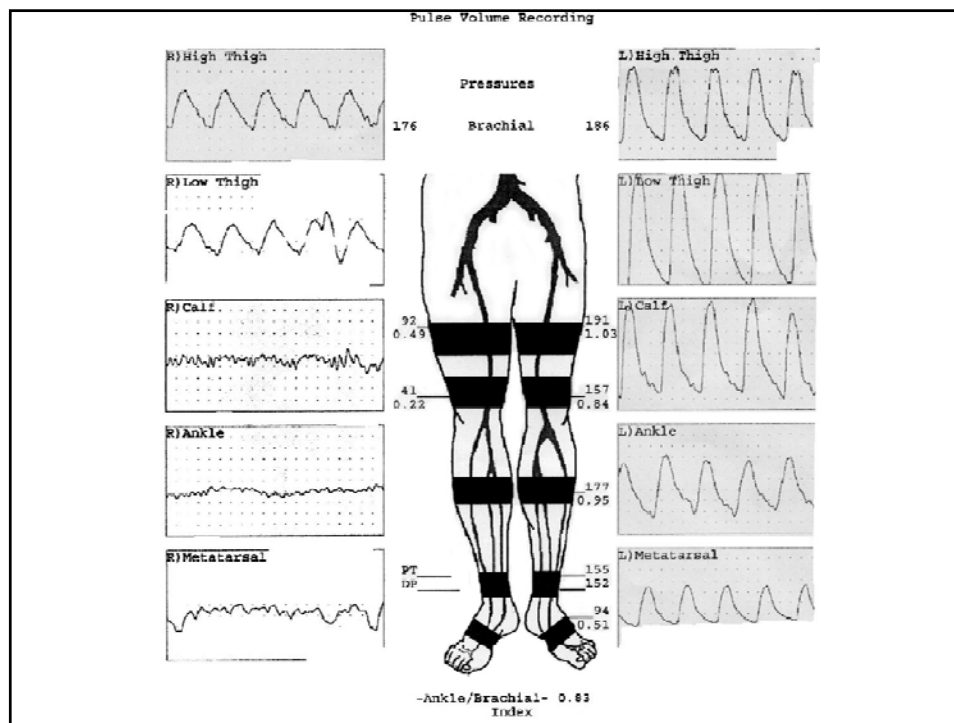 Pulse Volume Recording
R)High Thigh
L)High Thigh
Pressures
176 Brachial 186
R)Low Thigh
L)Low Thigh
R)Calf
92
0.49
191
1.03
L)Calf
41
0.22
157
0.84
R)Ankle
L)Ankle
177
0.95
R)Metatarsal
L)Metatarsal
PT
DP
155
152
94
0.51
-Ankle/Brachial- 0.83
Index